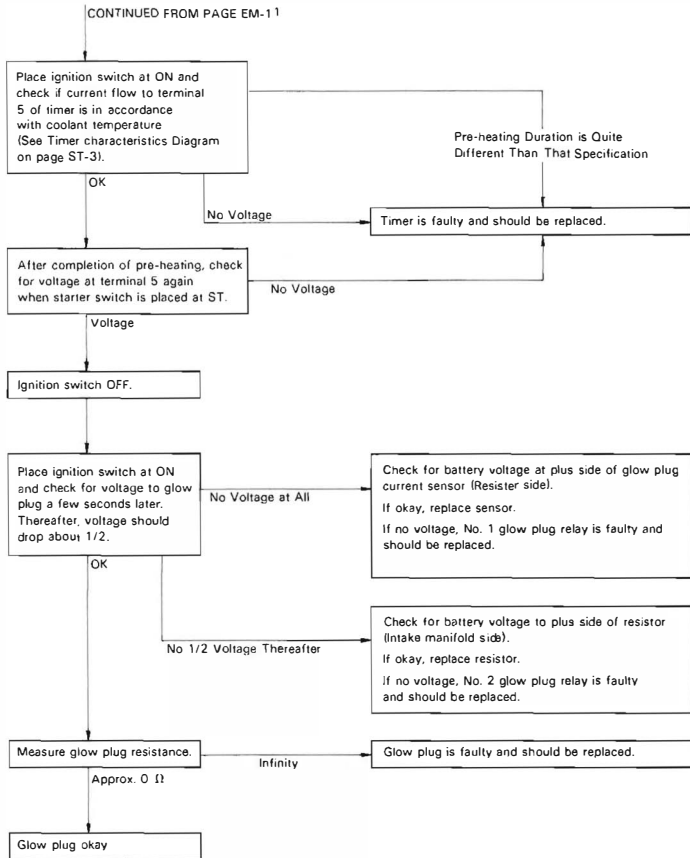 CONTINUED FROM PAGE EM-11
Place ignition switch at ON and
check if current flow to terminal
5 of timer is in accordance
with coolant temperature
(See Timer characteristics Diagram
on page ST-3).
Pre-heating Duration is Quite
Different Than That Specification
OK
No Voltage
Timer is faulty and should be replaced.
After completion of pre-heating, check
for voltage at terminal 5 again
when starter switch is placed at ST.
No Voltage
Voltage
Ignition switch OFF.
Place ignition switch at ON
and check for voltage to glow
plug a few seconds later.
Thereafter, voltage should
drop about 1/2.
No Voltage at All
Check for battery voltage at plus side of glow plug
current sensor (Resister side).
If okay, replace sensor.
If no voltage, No. 1 glow plug relay is faulty and
should be replaced.
OK
No 1/2 Voltage Thereafter
Check for battery voltage to plus side of resistor
(Intake manifold side).
If okay, replace resistor.
If no voltage, No. 2 glow plug relay is faulty
and should be replaced.
Measure glow plug resistance.
Infinity
Glow plug is faulty and should be replaced.
Approx. 0 Ω
Glow plug okay